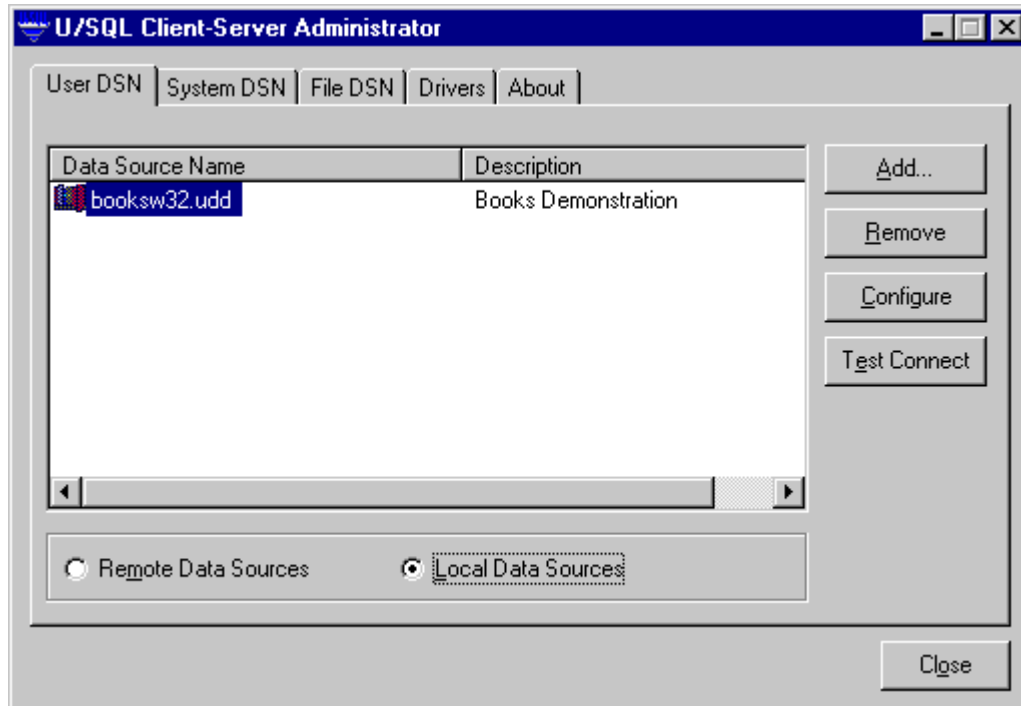 U/SQL Client-Server Administrator
User DSN System DSN File DSN Drivers About
Data Source Name Description
booksw32.udd Books Demonstration
Add...
Remove
Configure
Test Connect
Remote Data Sources Local Data Sources
Close